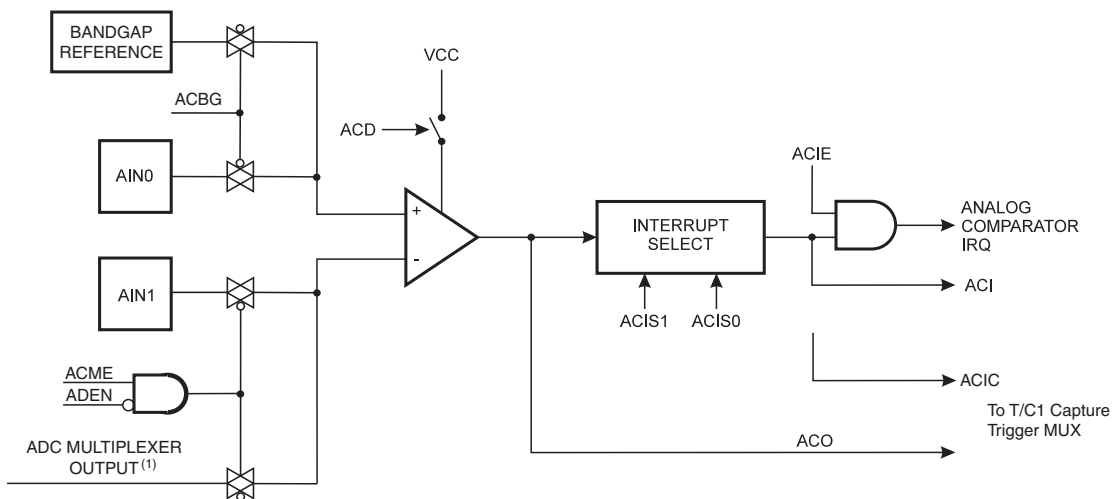 BANDGAP
REFERENCE
VCC
ACBG
ACD
AIN0
ACIE
+
INTERRUPT
SELECT
ANALOG
COMPARATOR
IRQ
-
AIN1
ACI
ACIS1
ACIS0
ACME
ADEN
ACIC
To T/C1 Capture
Trigger MUX
ADC MULTIPLEXER
OUTPUT(1)
ACO